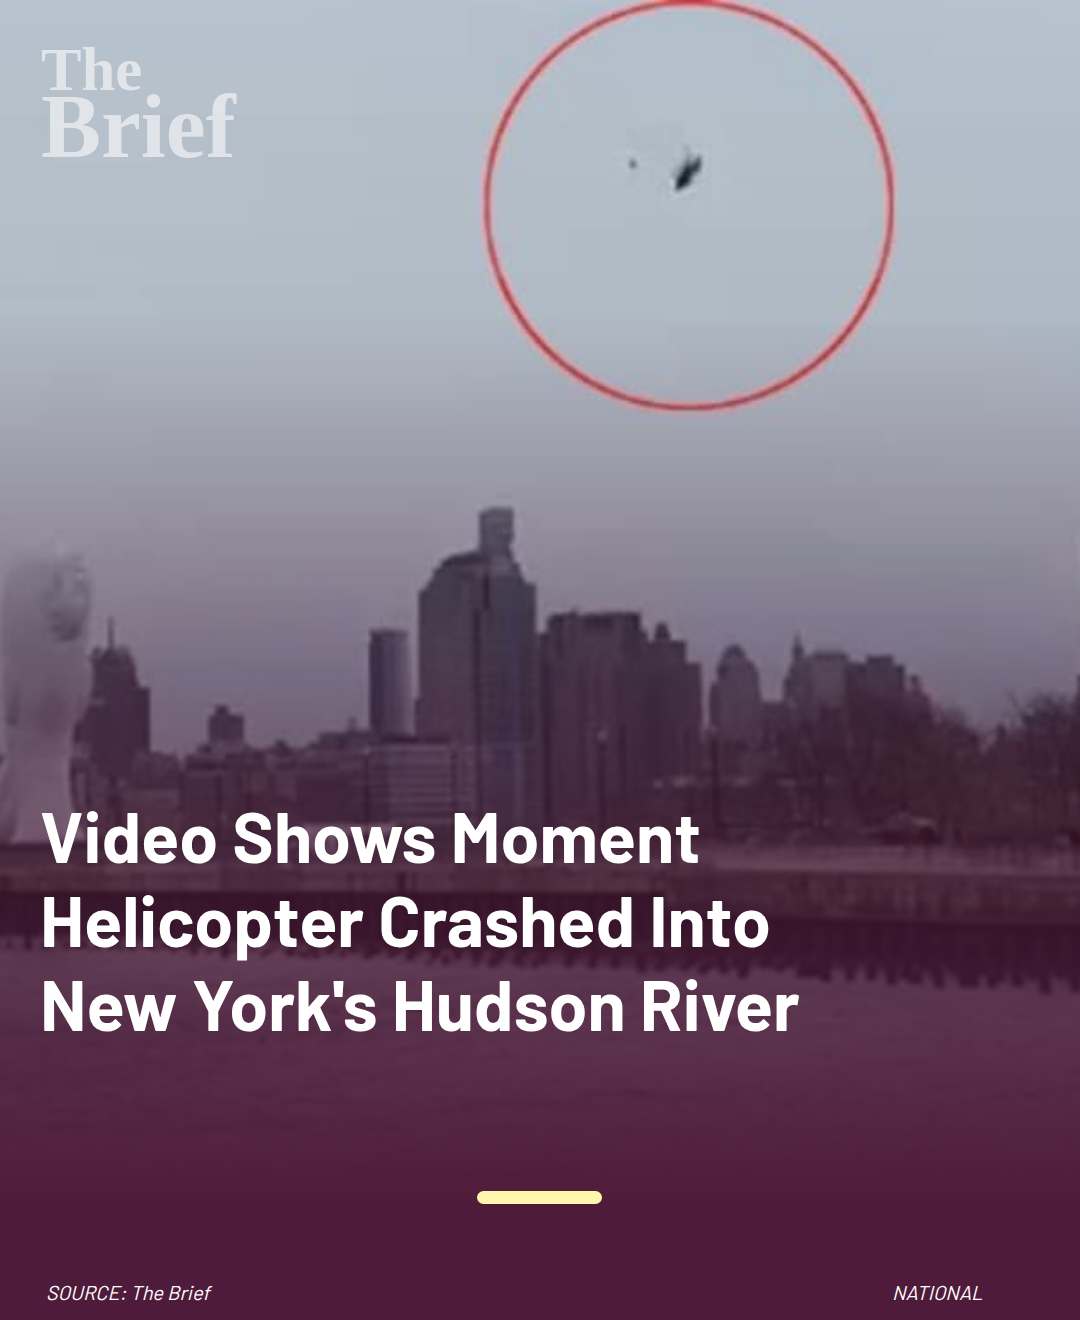 The
Brief
Video Shows Moment
Helicopter Crashed Into
New York's Hudson River
SOURCE: The Brief
NATIONAL